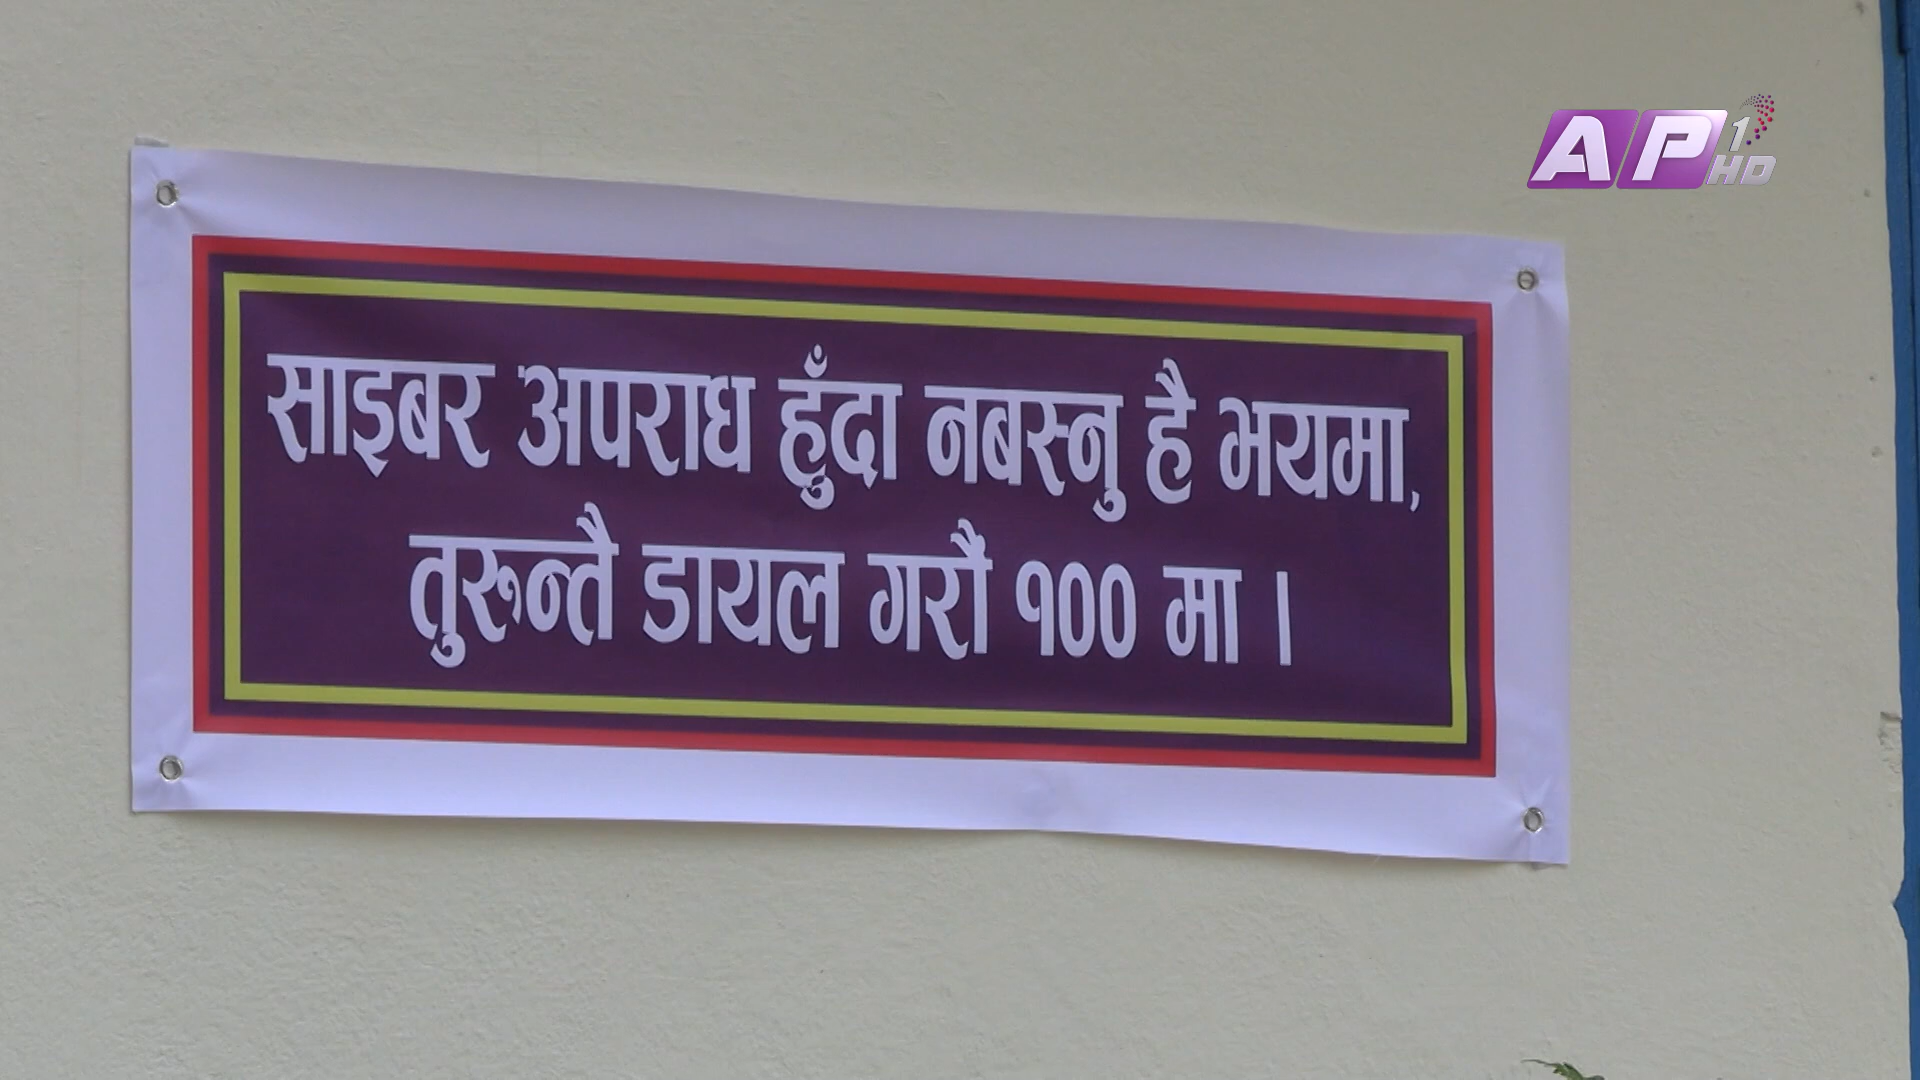 AP1 HD
साइबर अपराध हुँदा नबस्नु है भयमा,
तुरुन्तै डायल गरौं १०० मा ।